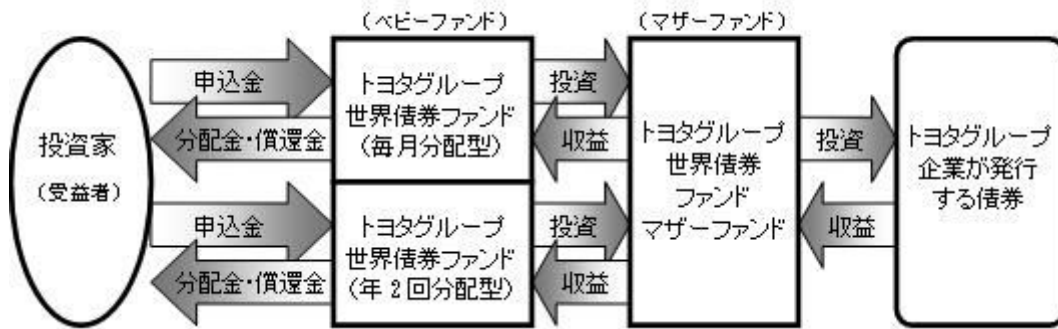 (ベビーファンド)
(マザーファンド)
投資家
(受益者)
申込金
分配金・償還金
申込金
分配金・償還金
トヨタグループ
世界債券ファンド
(毎月分配型)
トヨタグループ
世界債券ファンド
(年2回分配型)
投資
収益
投資
収益
トヨタグループ
世界債券
ファンド
マザーファンド
投資
収益
トヨタグループ
企業が発行
する債券